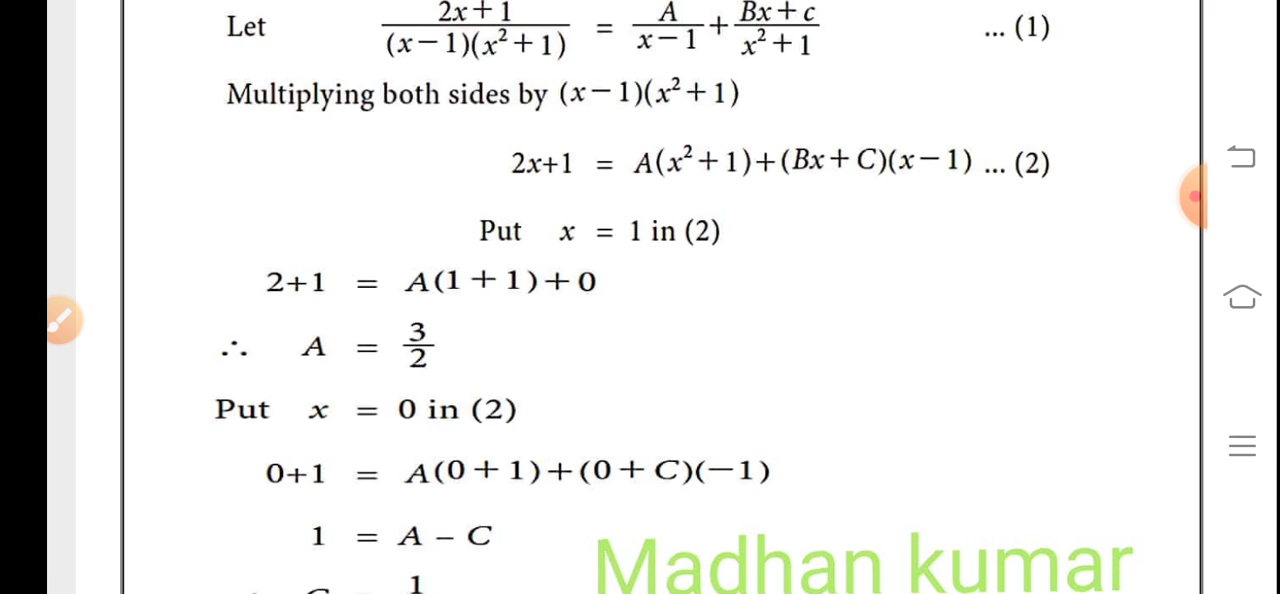 Let (2x+1)/((x−1)(x²+1)) = A/(x−1) + (Bx+c)/(x²+1) ... (1)
Multiplying both sides by (x−1)(x²+1)
2x+1 = A(x²+1)+(Bx+C)(x−1) ... (2)
Put x = 1 in (2)
2+1 = A(1+1)+0
∴ A = 3/2
Put x = 0 in (2)
0+1 = A(0+1)+(0+C)(−1)
1 = A − C
Madhan kumar